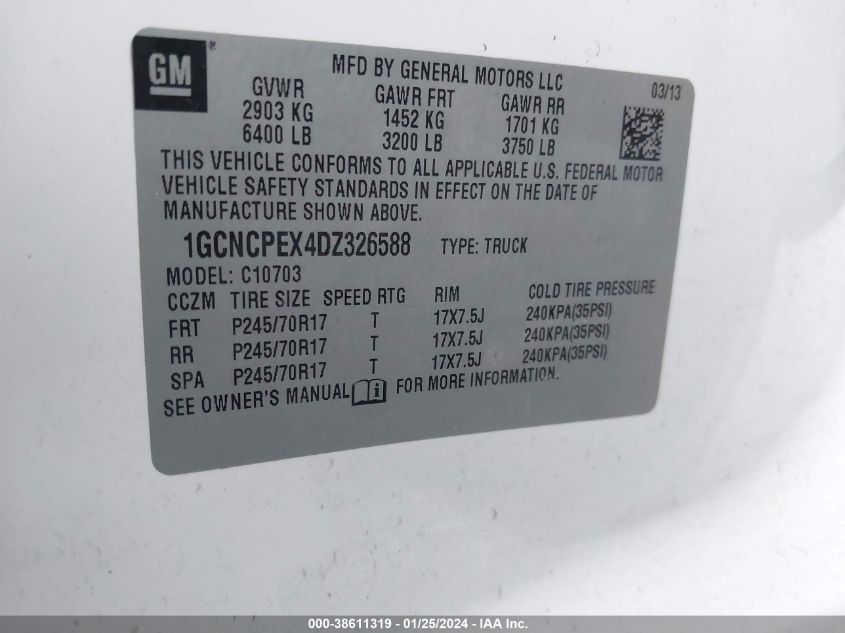 GM®
MFD BY GENERAL MOTORS LLC
03/13
GVWR GAWR FRT GAWR RR
2903 KG 1452 KG 1701 KG
6400 LB 3200 LB 3750 LB
THIS VEHICLE CONFORMS TO ALL APPLICABLE U.S. FEDERAL MOTOR
VEHICLE SAFETY STANDARDS IN EFFECT ON THE DATE OF
MANUFACTURE SHOWN ABOVE.
1GCNCPEX4DZ326588 TYPE: TRUCK
MODEL: C10703
CCZM TIRE SIZE SPEED RTG RIM COLD TIRE PRESSURE
FRT P245/70R17 T 17X7.5J 240KPA(35PSI)
RR P245/70R17 T 17X7.5J 240KPA(35PSI)
SPA P245/70R17 T 17X7.5J 240KPA(35PSI)
SEE OWNER'S MANUAL FOR MORE INFORMATION.
000-38611319 - 01/25/2024 - IAA Inc.